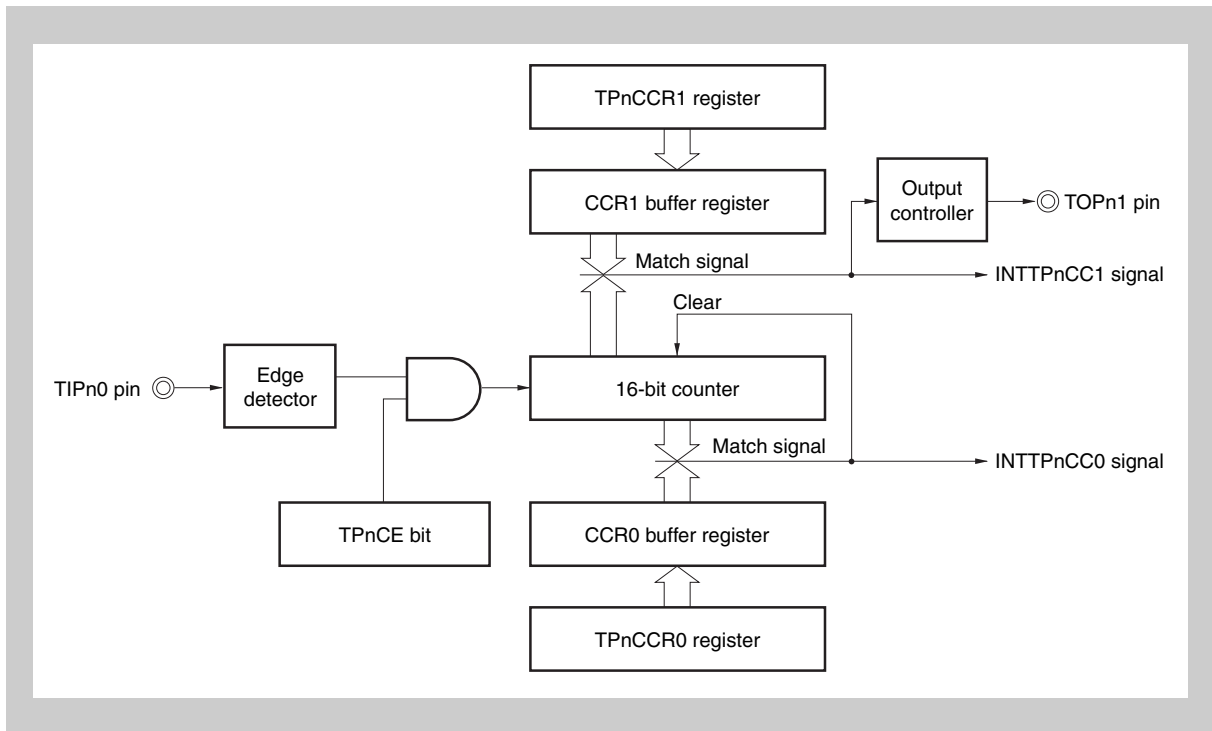 TPnCCR1 register
CCR1 buffer register
Output
controller
TOPn1 pin
Match signal
INTTPnCC1 signal
Clear
TIPn0 pin
Edge
detector
16-bit counter
Match signal
INTTPnCC0 signal
TPnCE bit
CCR0 buffer register
TPnCCR0 register